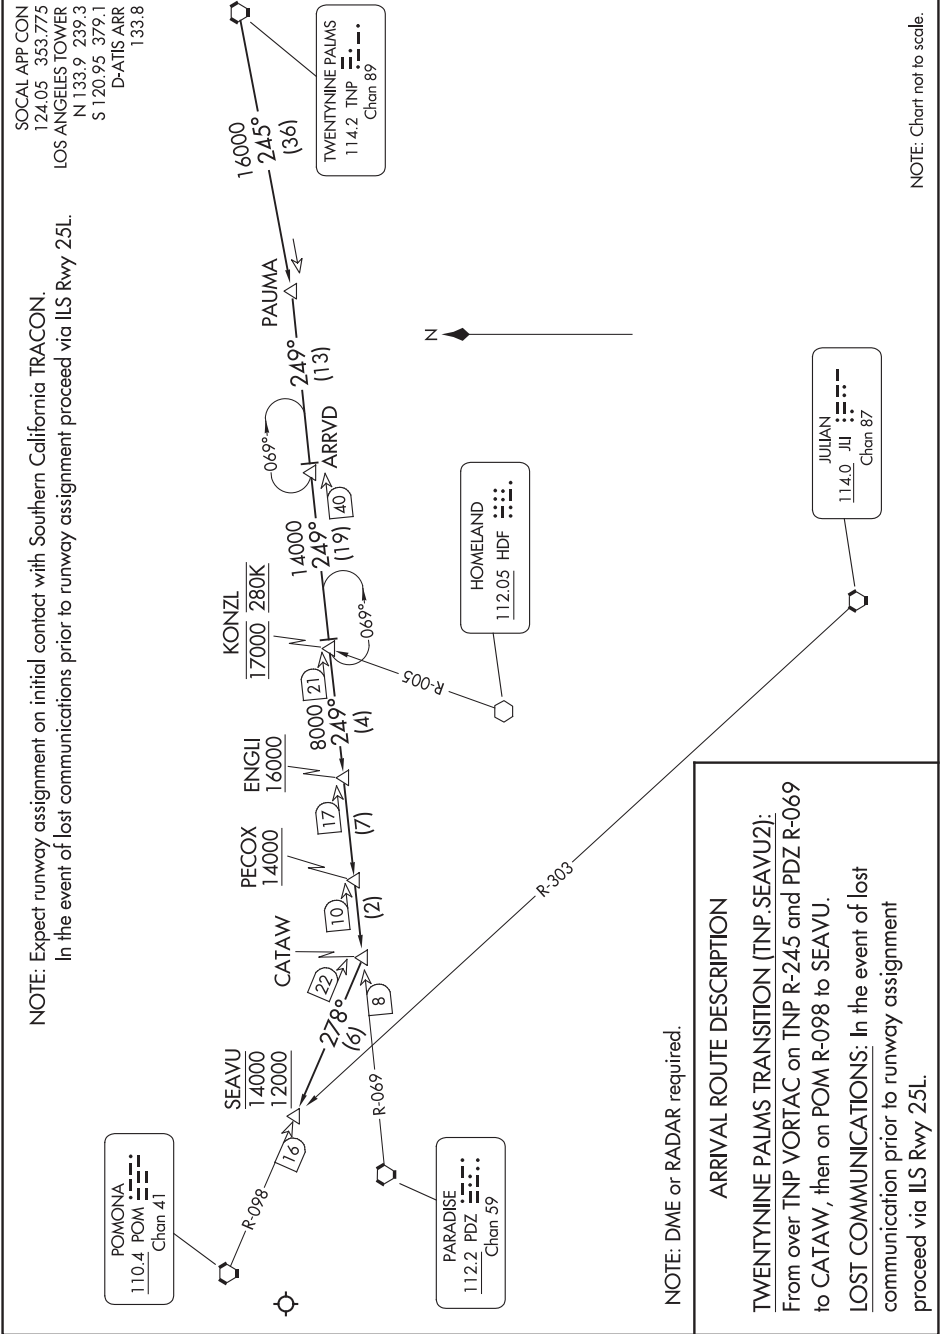 SOCAL APP CON
124.05 353.775
LOS ANGELES TOWER
N 133.9 239.3
S 120.95 379.1
D-ATIS ARR
133.8
NOTE: Expect runway assignment on initial contact with Southern California TRACON.
In the event of lost communications prior to runway assignment proceed via ILS Rwy 25L.
POMONA
110.4 POM
Chan 41
R-098
16
SEAVU
14000
12000
278°
(6)
22
CATAW
8
R-069
PARADISE
112.2 PDZ
Chan 59
(2)
10
PECOX
14000
(7)
17
ENGLI
16000
8000
249°
(4)
21
KONZL
17000 280K
069°
R-005
HOMELAND
112.05 HDF
14000
249°
(19)
40
ARRVD
069°
249°
(13)
PAUMA
16000
245°
(36)
TWENTYNINE PALMS
114.2 TNP
Chan 89
N
JULIAN
114.0 JLI
Chan 87
R-303
NOTE: DME or RADAR required.
NOTE: Chart not to scale.
ARRIVAL ROUTE DESCRIPTION
TWENTYNINE PALMS TRANSITION (TNP.SEAVU2):
From over TNP VORTAC on TNP R-245 and PDZ R-069
to CATAW, then on POM R-098 to SEAVU.
LOST COMMUNICATIONS: In the event of lost
communication prior to runway assignment
proceed via ILS Rwy 25L.